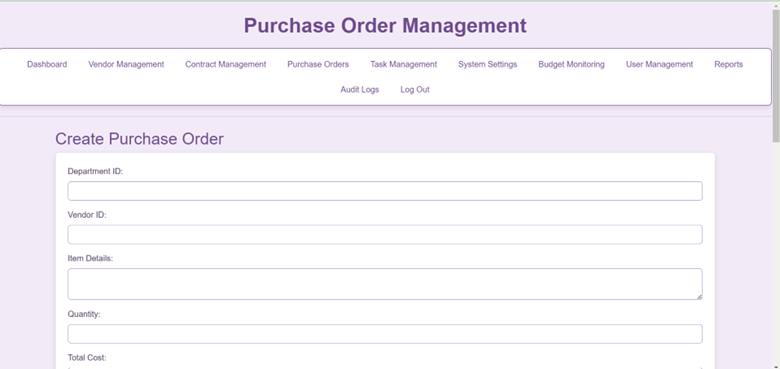 Purchase Order Management
Dashboard Vendor Management Contract Management Purchase Orders Task Management System Settings Budget Monitoring User Management Reports
Audit Logs Log Out
Create Purchase Order
Department ID:
Vendor ID:
Item Details:
Quantity:
Total Cost: